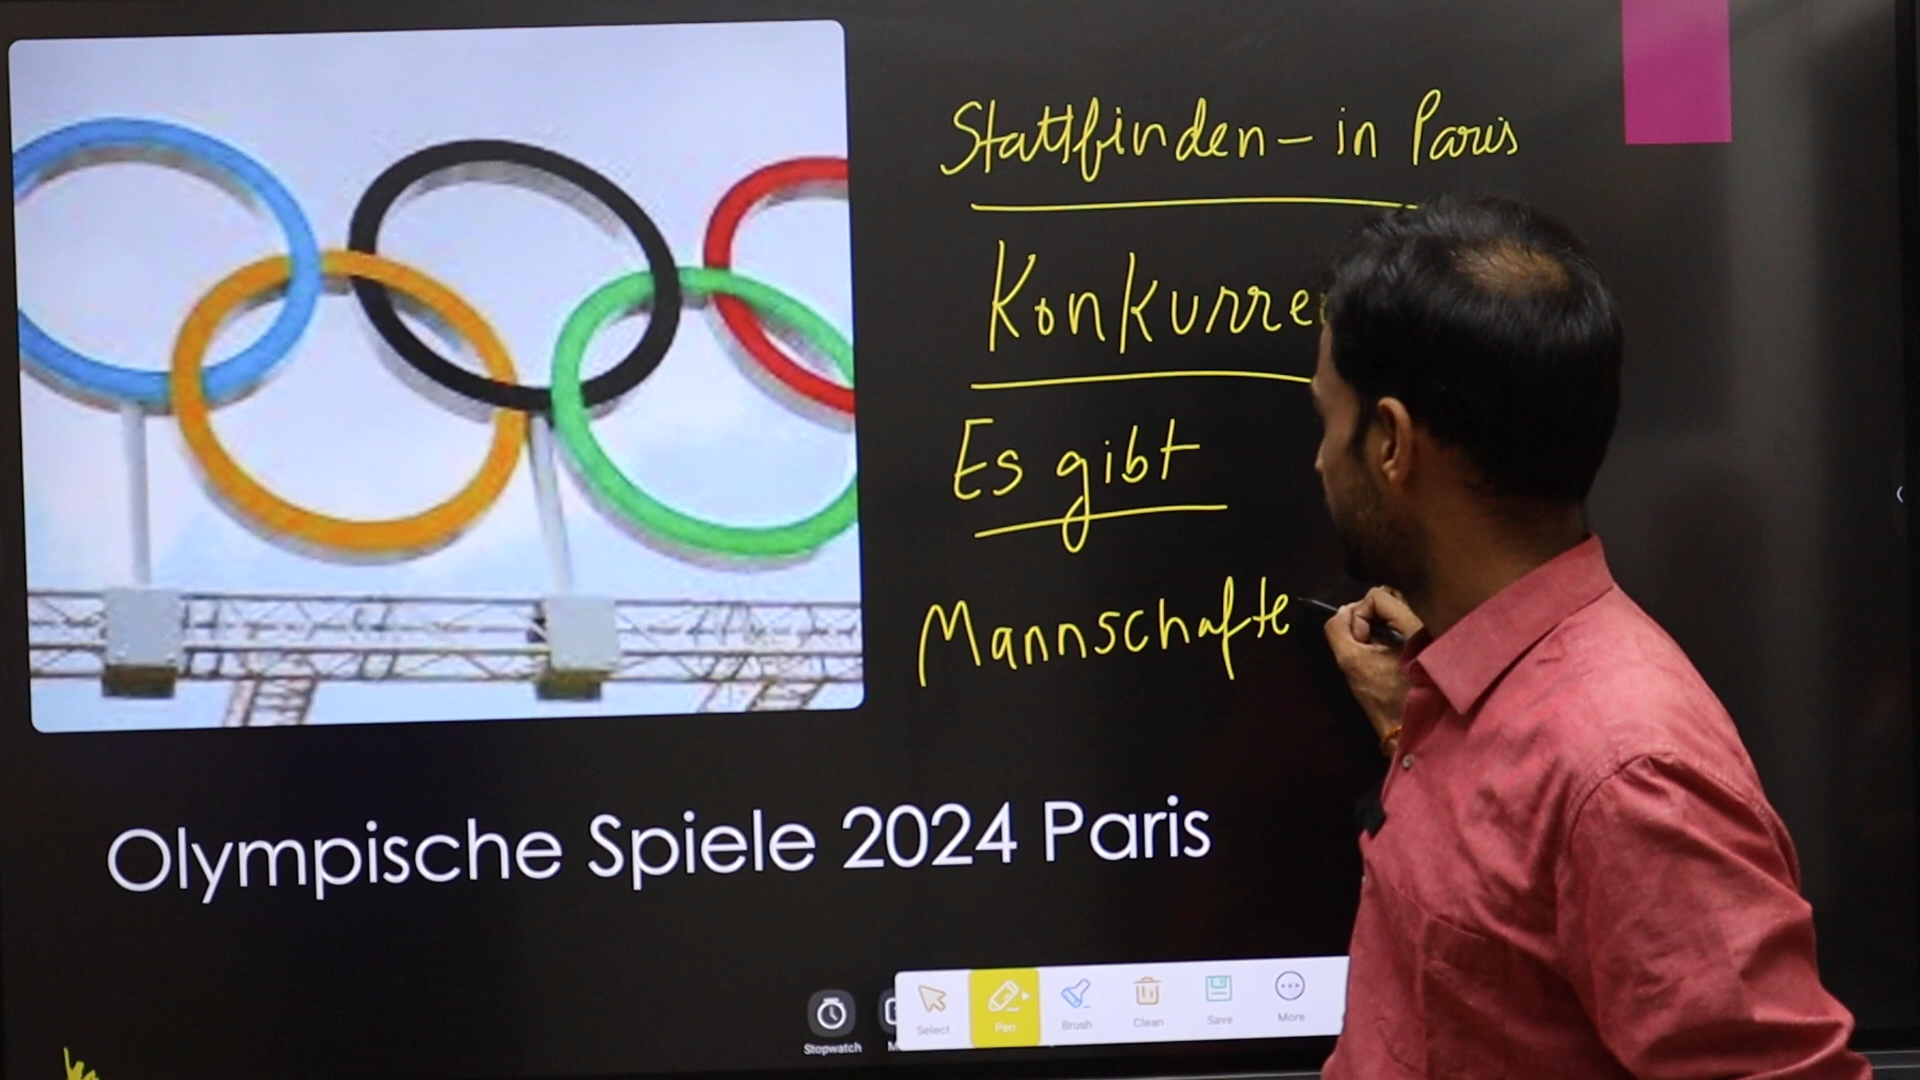 Stattfinden - in Paris
Konkurre
Es gibt
Mannschafte
Olympische Spiele 2024 Paris
Stopwatch
Select
Pen
Brush
Clean
Save
More